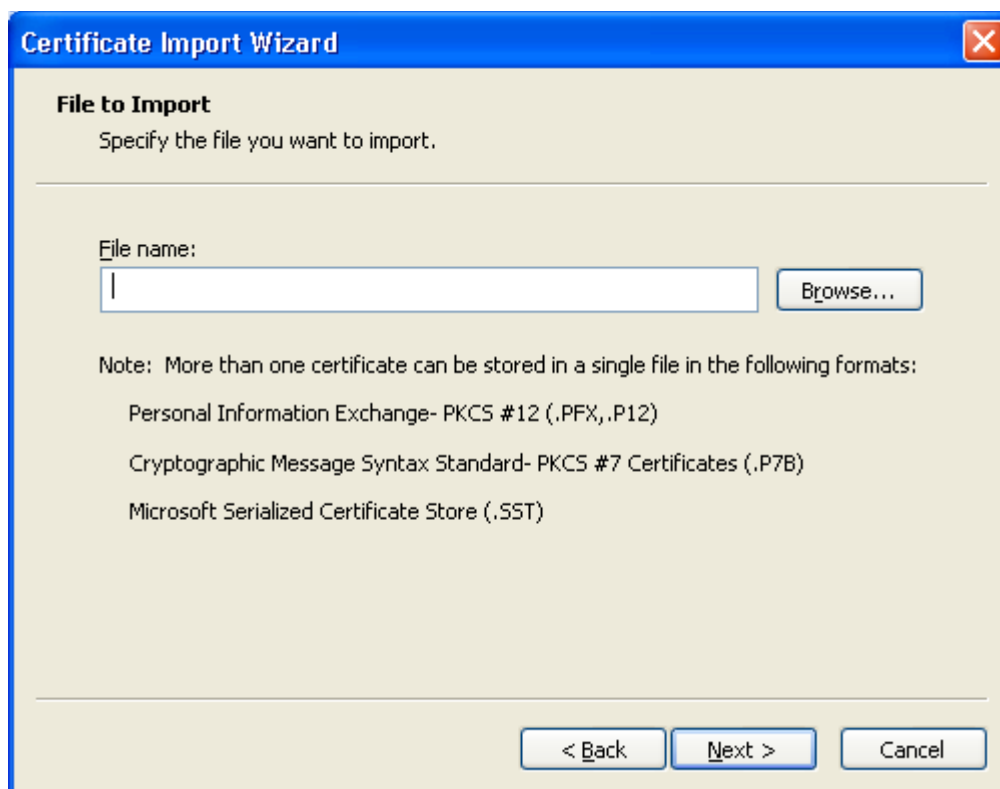 Certificate Import Wizard
File to Import
Specify the file you want to import.
File name:
Browse...
Note: More than one certificate can be stored in a single file in the following formats:
Personal Information Exchange- PKCS #12 (.PFX,.P12)
Cryptographic Message Syntax Standard- PKCS #7 Certificates (.P7B)
Microsoft Serialized Certificate Store (.SST)
< Back
Next >
Cancel